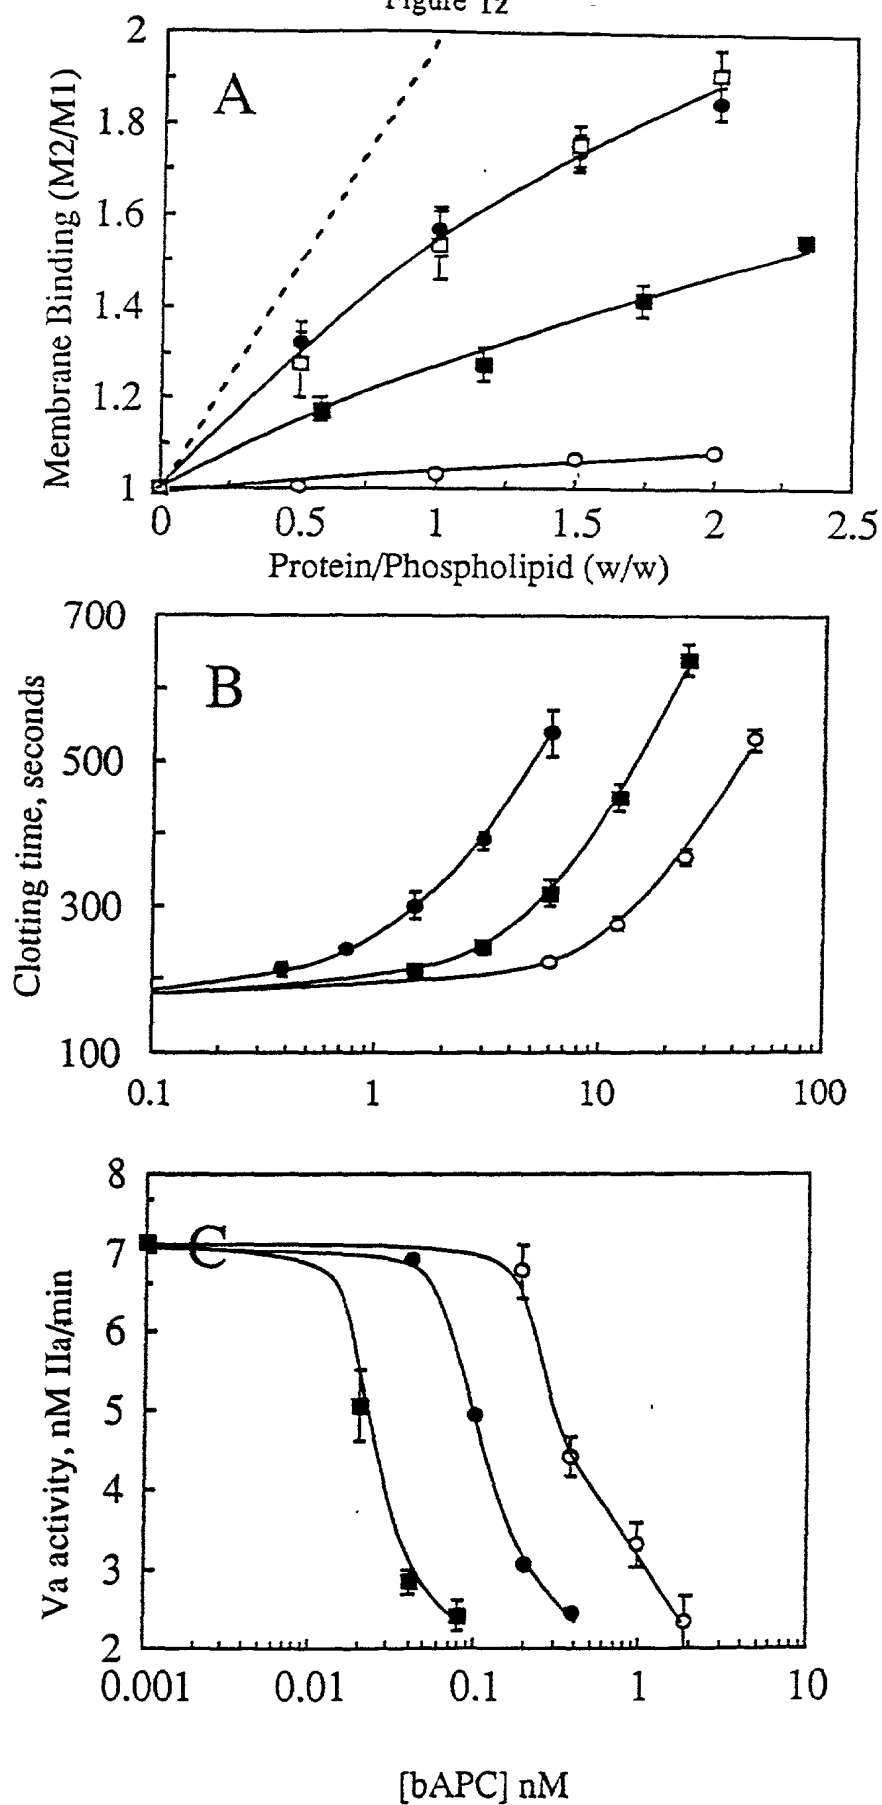 Figure 12
A
Membrane Binding (M2/M1)
2
1.8
1.6
1.4
1.2
1
0 0.5 1 1.5 2 2.5
Protein/Phospholipid (w/w)
B
Clotting time, seconds
700
500
300
100
0.1 1 10 100
C
Va activity, nM IIa/min
8
7
6
5
4
3
2
0.001 0.01 0.1 1 10
[bAPC] nM